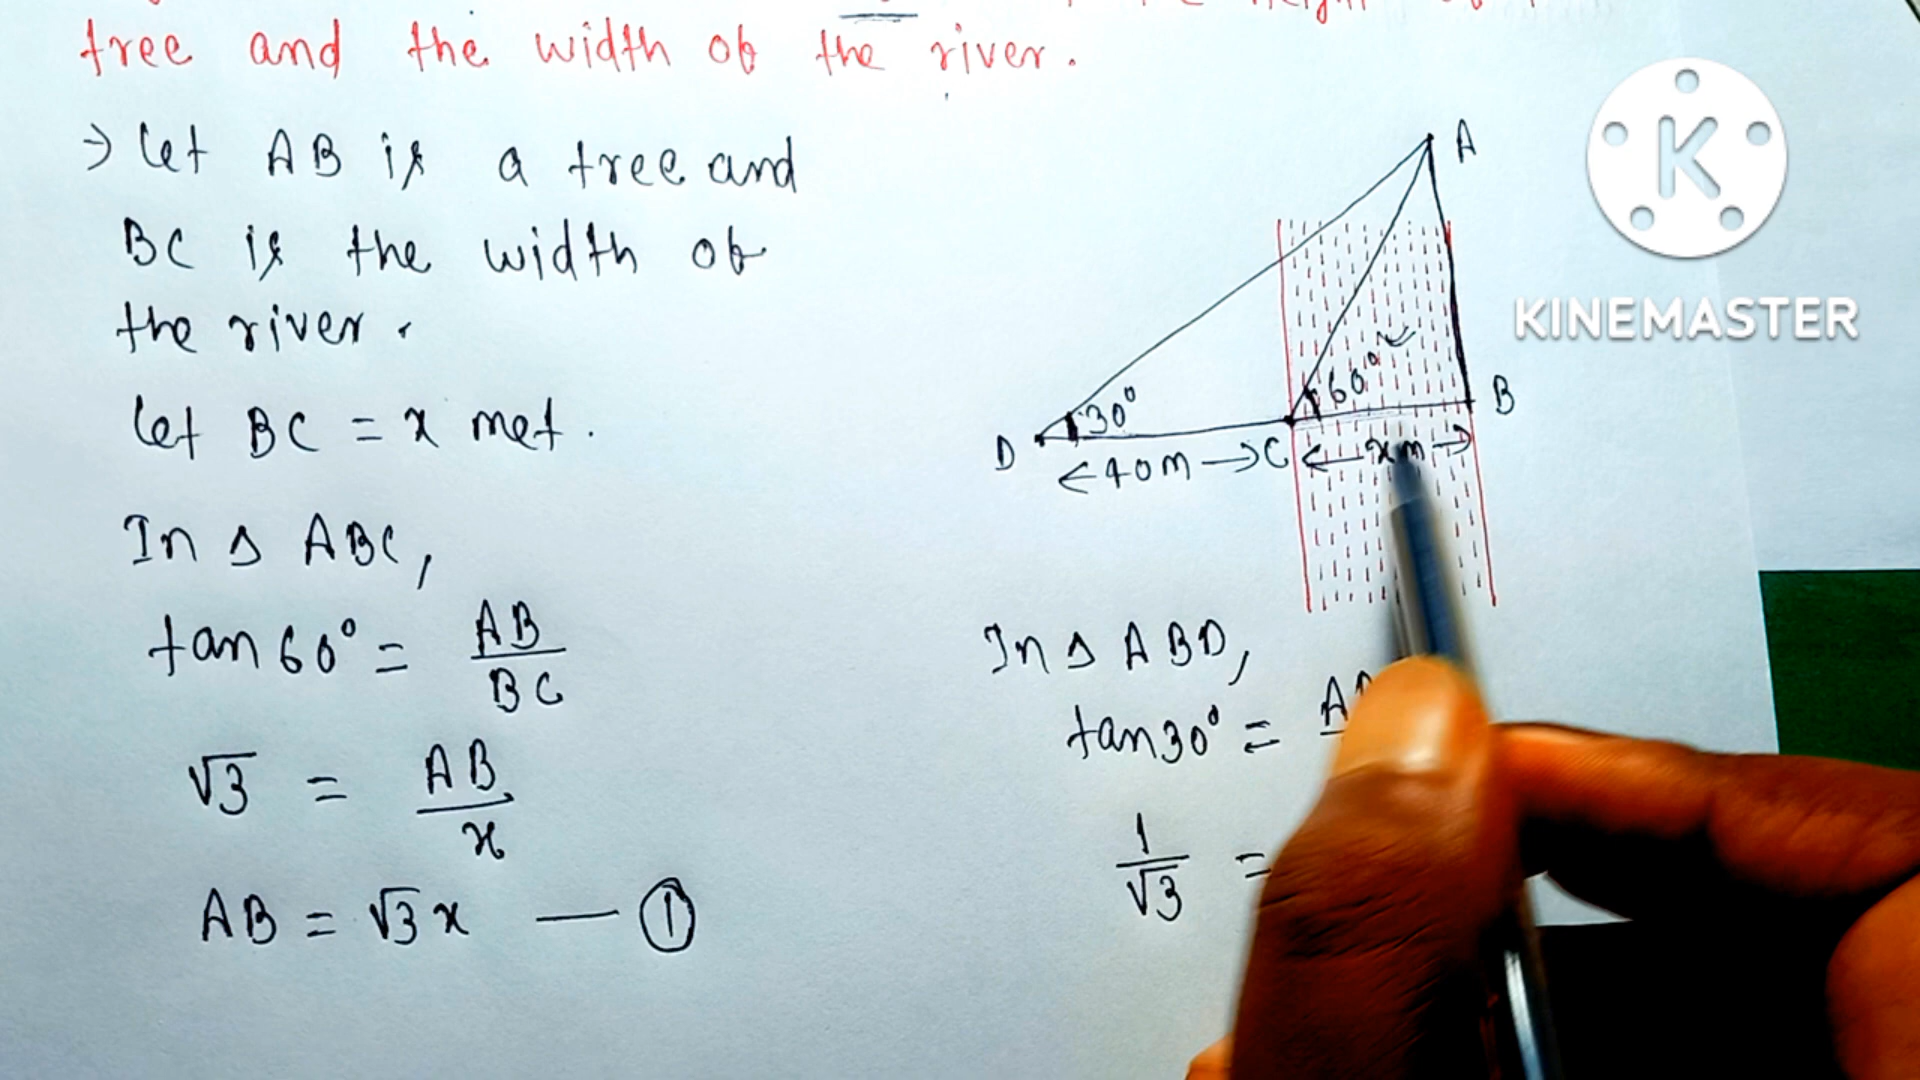 tree and the width of the river.
→ Let AB is a tree and
BC is the width of
the river.
Let BC = x met.
In Δ ABC,
tan 60° = AB / BC
√3 = AB / x
AB = √3 x — ①
A
B
C
D
30°
60°
←40m→
←xm→
In Δ ABD,
tan 30° =
1 / √3 =
K
KINEMASTER